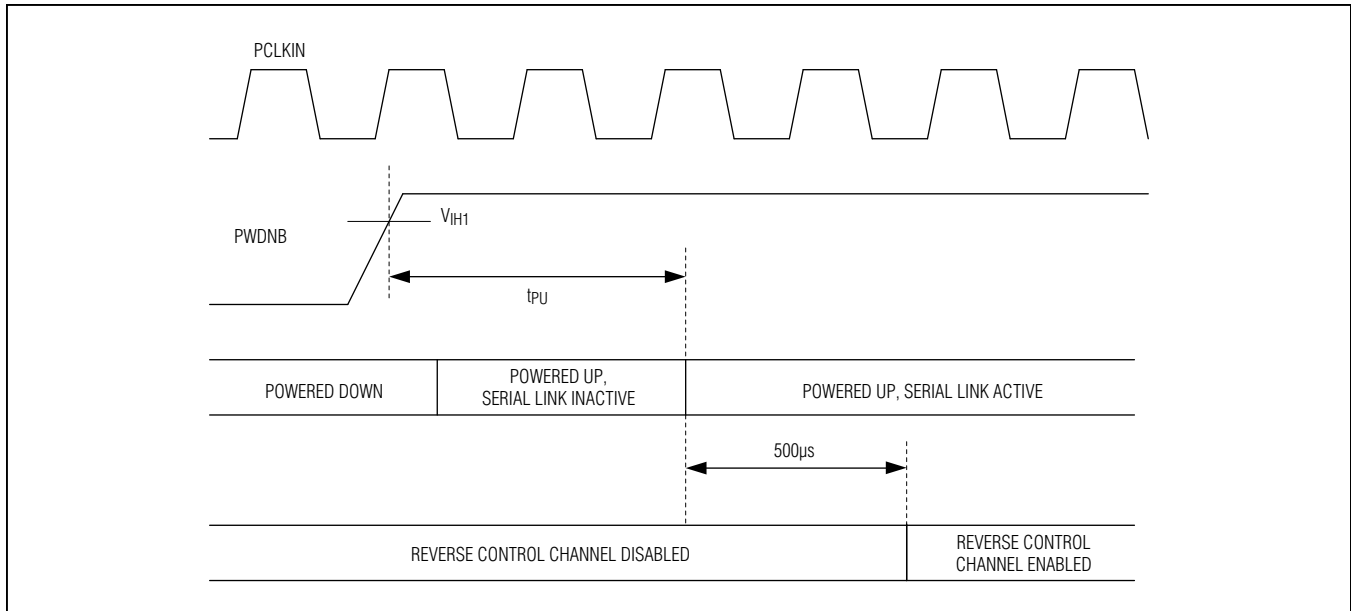 PCLKIN
PWDNB
VIH1
tPU
POWERED DOWN
POWERED UP,
SERIAL LINK INACTIVE
POWERED UP, SERIAL LINK ACTIVE
500µs
REVERSE CONTROL CHANNEL DISABLED
REVERSE CONTROL
CHANNEL ENABLED